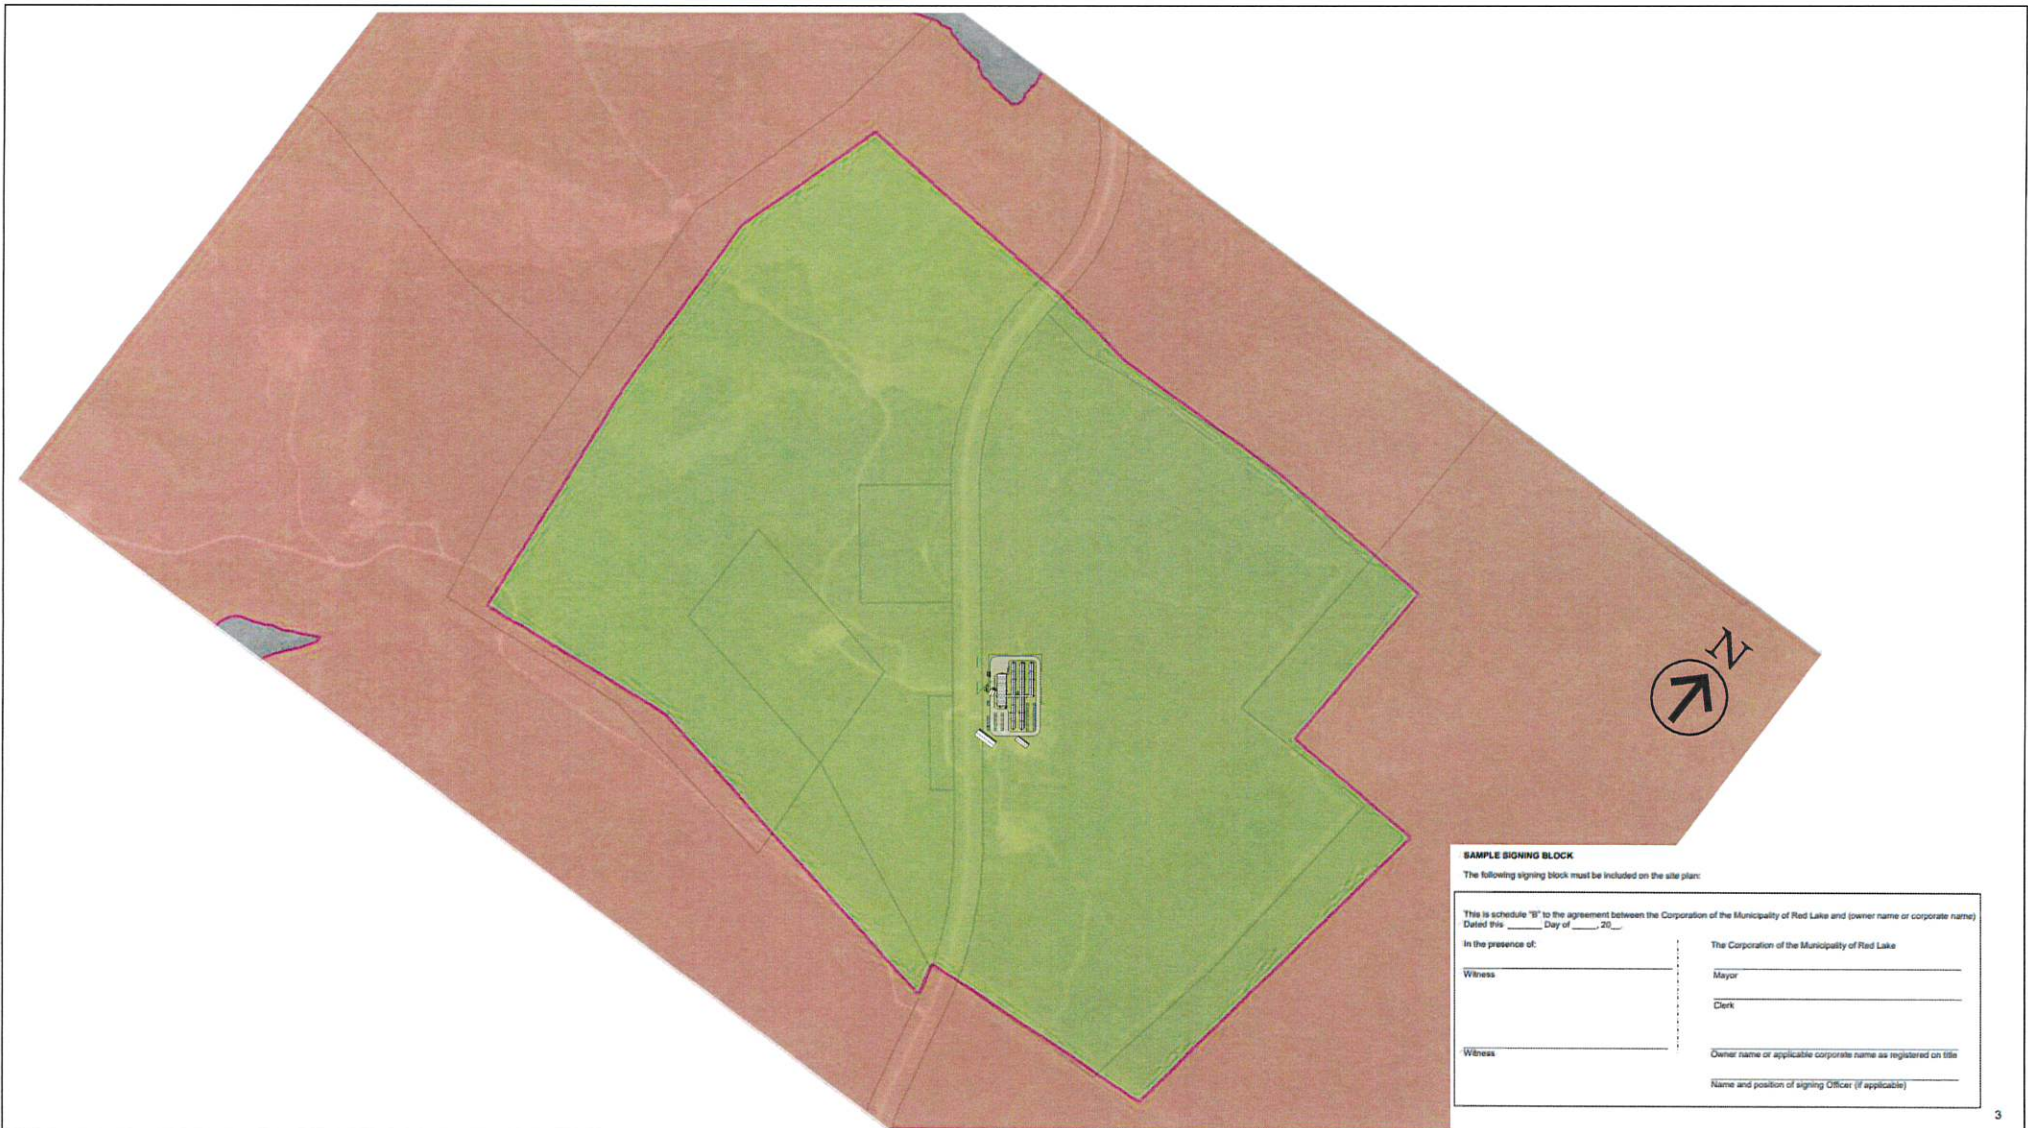 N
SAMPLE SIGNING BLOCK
The following signing block must be included on the site plan:
This is schedule "B" to the agreement between the Corporation of the Municipality of Red Lake and (owner name or corporate name)
Dated this ______ Day of ____, 20__.
In the presence of:
The Corporation of the Municipality of Red Lake
Witness
Mayor
Clerk
Witness
Owner name or applicable corporate name as registered on title
Name and position of signing Officer (if applicable)
3